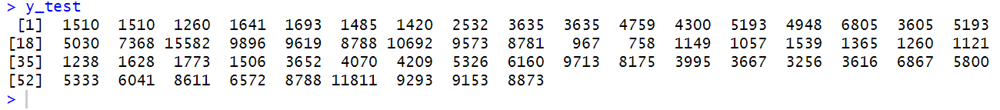 > y_test
 [1]  1510  1510  1260  1641  1693  1485  1420  2532  3635  3635  4759  4300  5193  4948  6805  3605  5193
[18]  5030  7368 15582  9896  9619  8788 10692  9573  8781   967   758  1149  1057  1539  1365  1260  1121
[35]  1238  1628  1773  1506  3652  4070  4209  5326  6160  9713  8175  3995  3667  3256  3616  6867  5800
[52]  5333  6041  8611  6572  8788 11811  9293  9153  8873
>